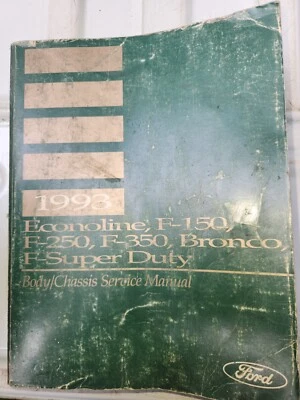 1993
Econoline, F-150,
F-250, F-350, Bronco,
F-Super Duty
Body/Chassis Service Manual
Ford